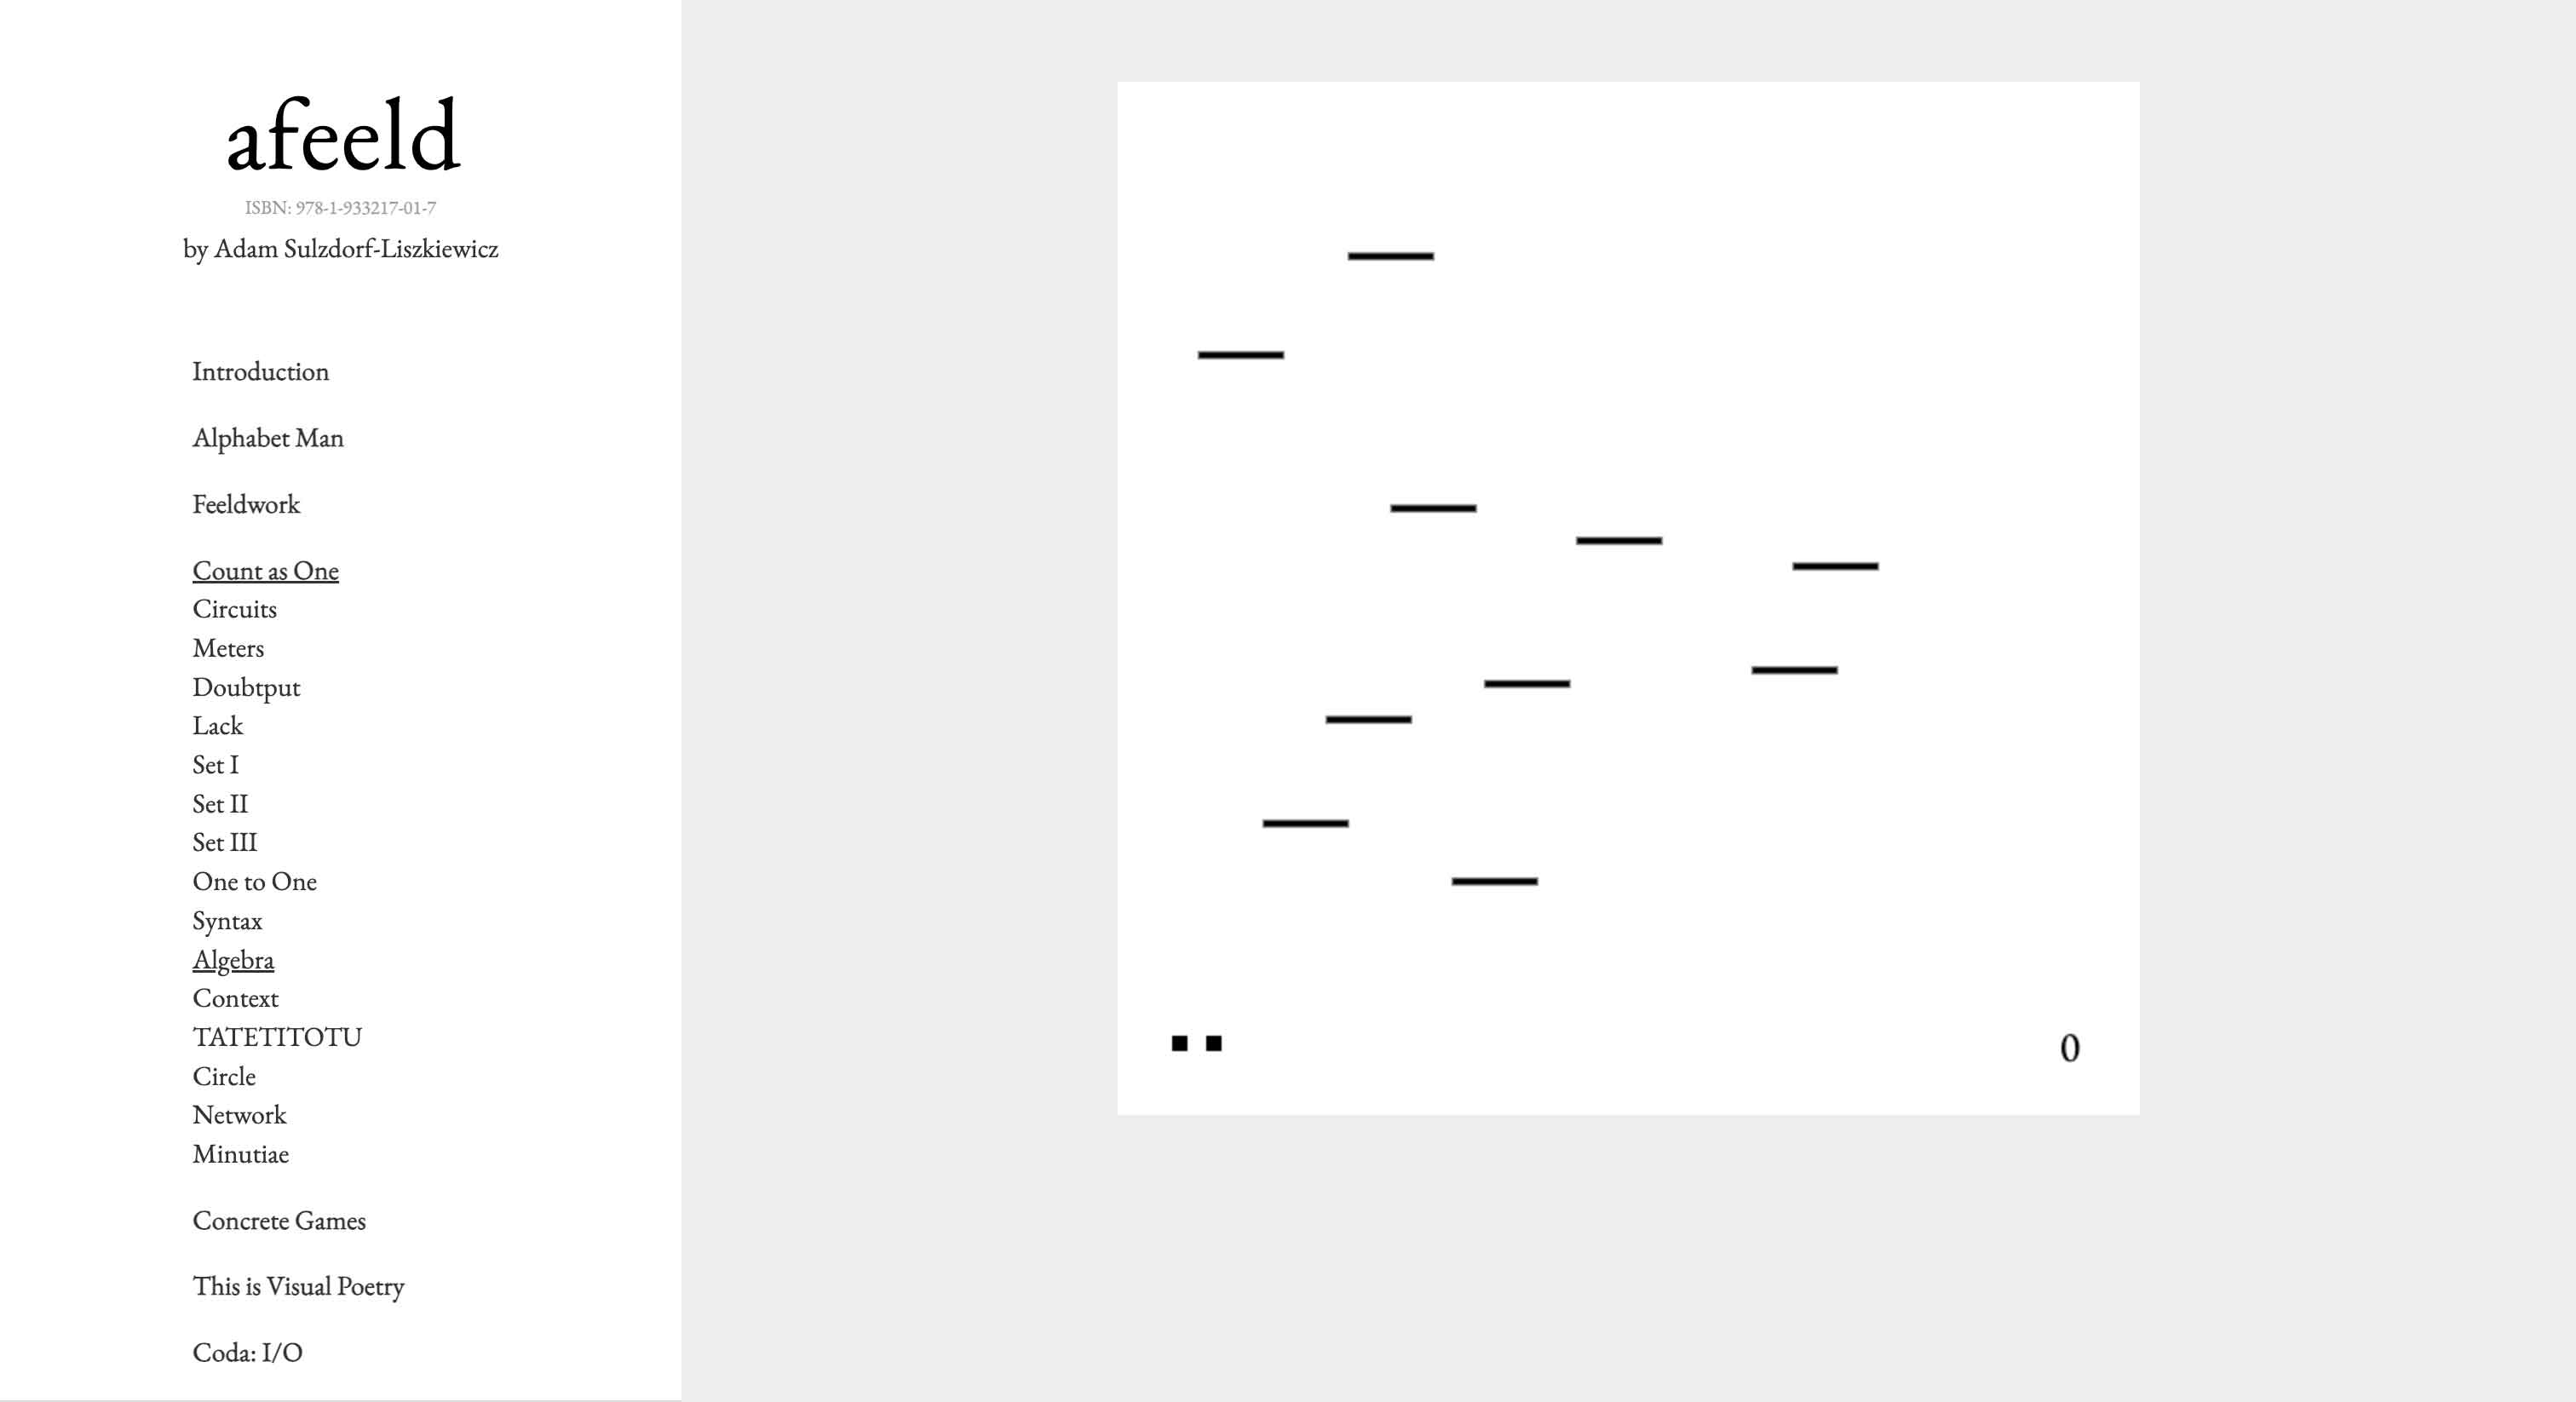 afeeld
ISBN: 978-1-933217-01-7
by Adam Sulzdorf-Liszkiewicz
Introduction
Alphabet Man
Feeldwork
Count as One
Circuits
Meters
Doubtput
Lack
Set I
Set II
Set III
One to One
Syntax
Algebra
Context
TATETITOTU
Circle
Network
Minutiae
Concrete Games
This is Visual Poetry
Coda: I/O
0